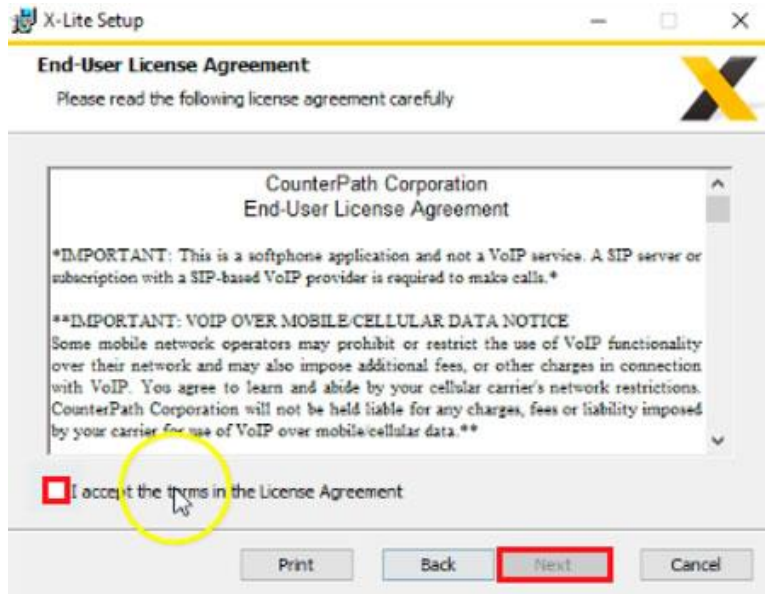 X-Lite Setup
End-User License Agreement
Please read the following license agreement carefully
CounterPath Corporation
End-User License Agreement
*IMPORTANT: This is a softphone application and not a VoIP service. A SIP server or
subscription with a SIP-based VoIP provider is required to make calls.*
**IMPORTANT: VOIP OVER MOBILE/CELLULAR DATA NOTICE
Some mobile network operators may prohibit or restrict the use of VoIP functionality
over their network and may also impose additional fees, or other charges in connection
with VoIP. You agree to learn and abide by your cellular carrier's network restrictions.
CounterPath Corporation will not be held liable for any charges, fees or liability imposed
by your carrier for use of VoIP over mobile/cellular data.**
I accept the terms in the License Agreement
Print Back Next Cancel